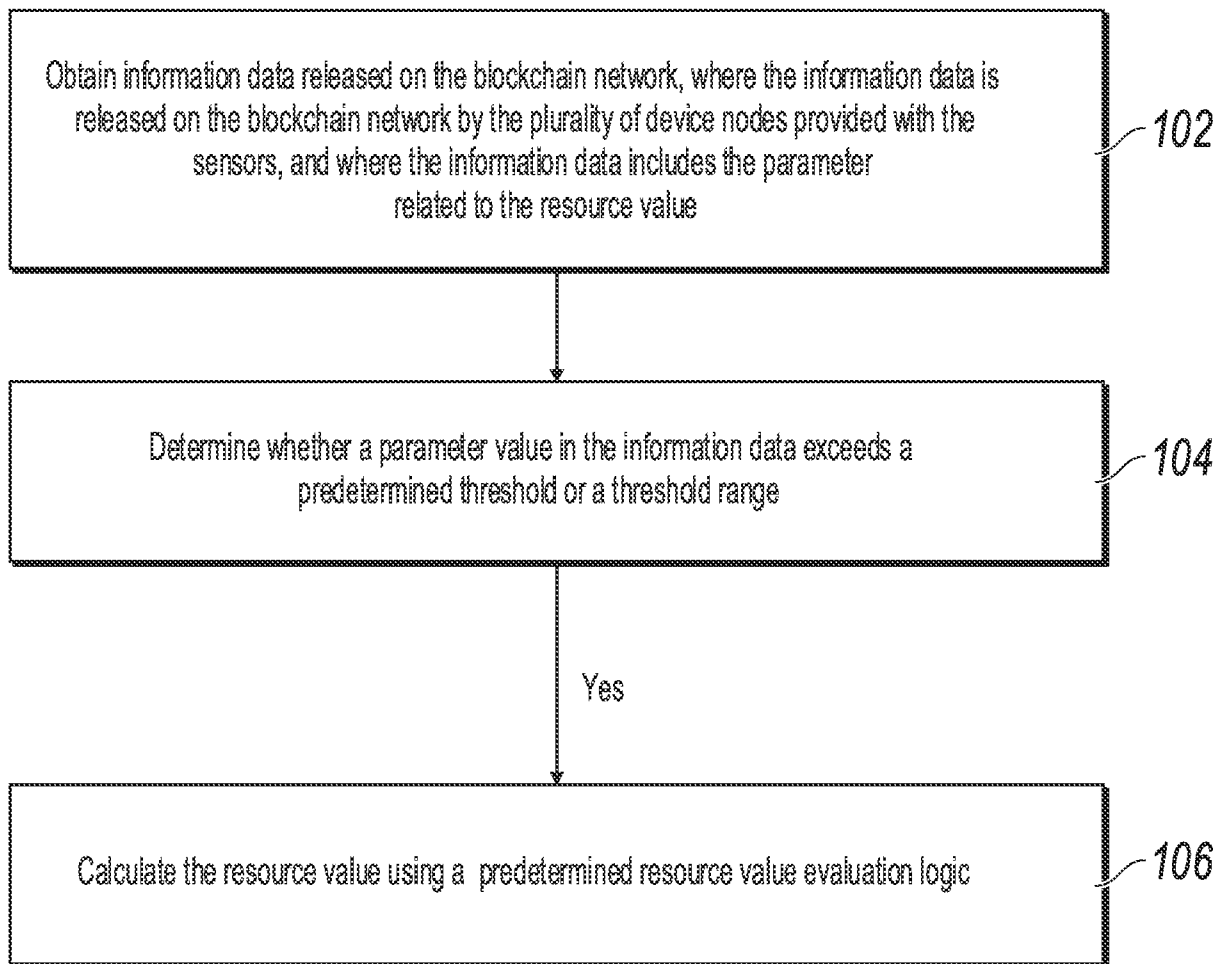 Obtain information data released on the blockchain network, where the information data is
released on the blockchain network by the plurality of device nodes provided with the
sensors, and where the information data includes the parameter
related to the resource value
102
Determine whether a parameter value in the information data exceeds a
predetermined threshold or a threshold range
104
Yes
Calculate the resource value using a predetermined resource value evaluation logic
106